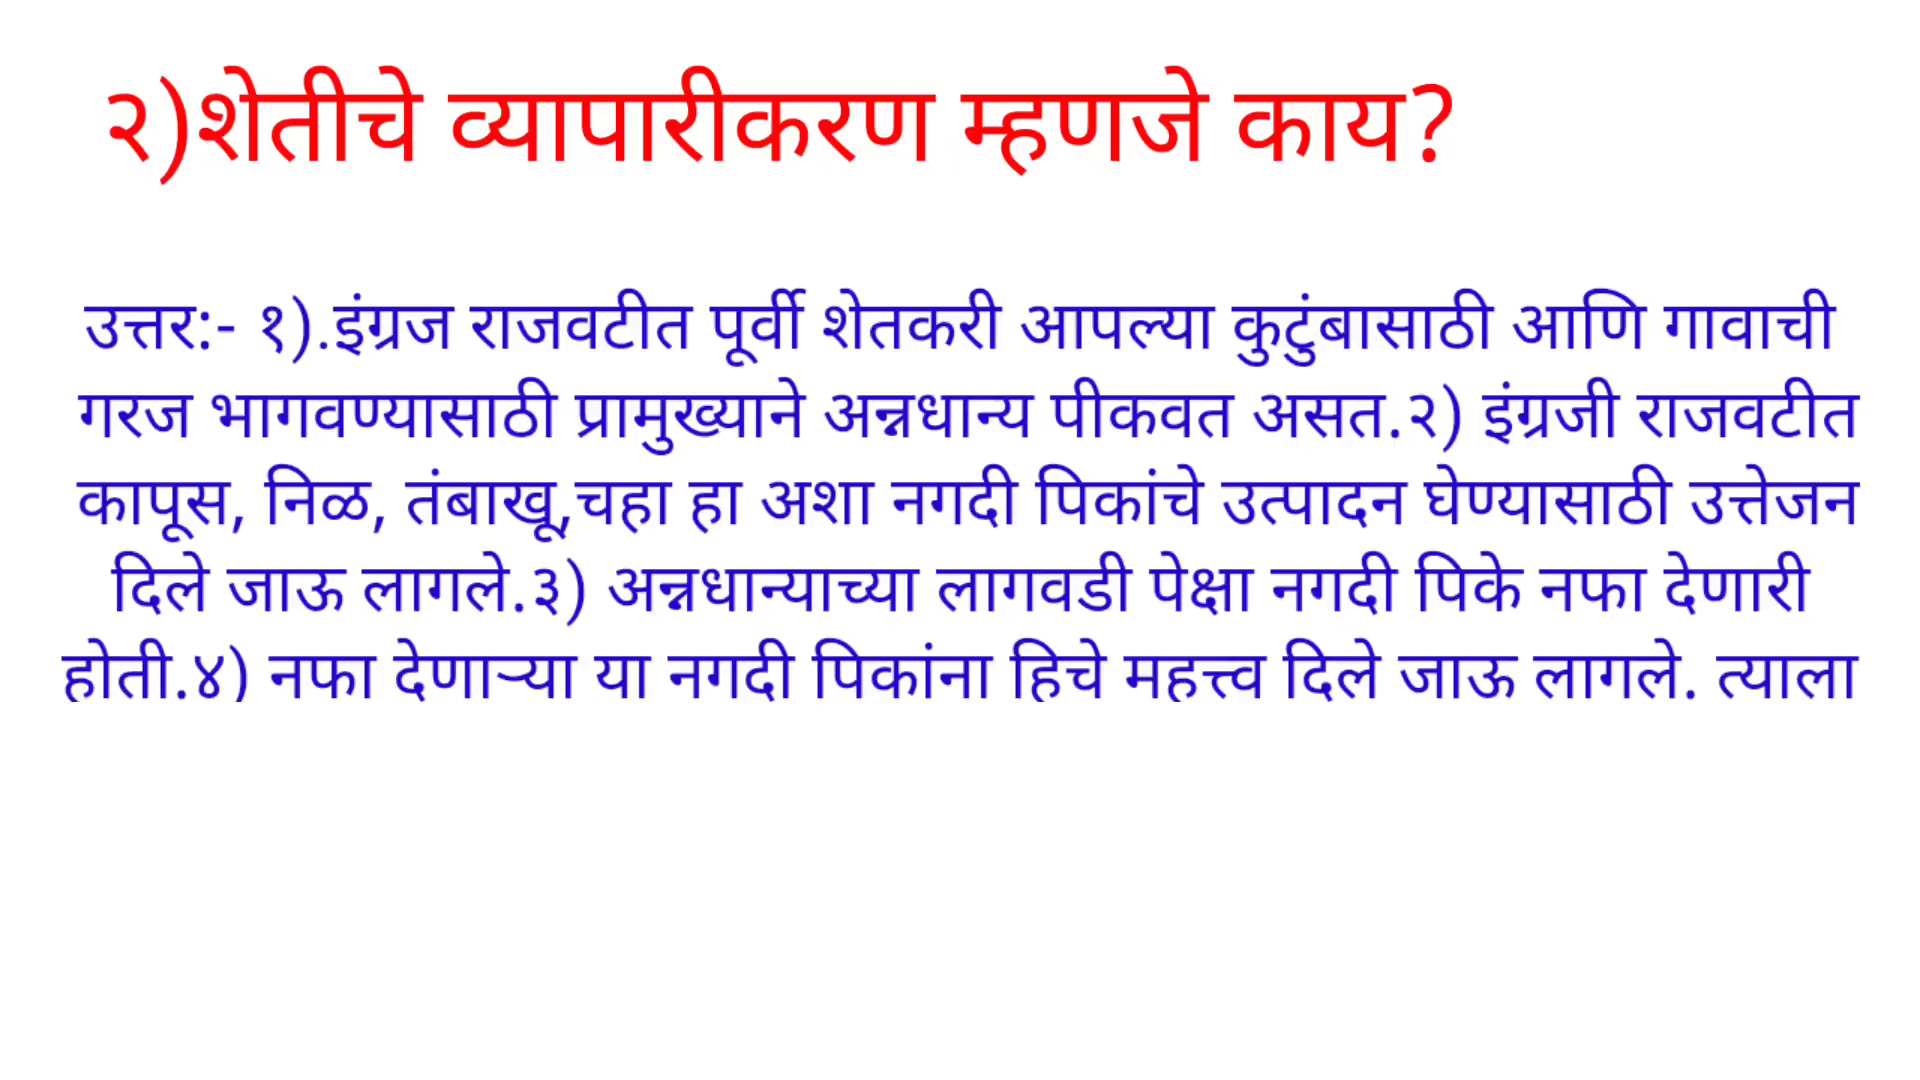 २)शेतीचे व्यापारीकरण म्हणजे काय?
उत्तर:- १).इंग्रज राजवटीत पूर्वी शेतकरी आपल्या कुटुंबासाठी आणि गावाची
गरज भागवण्यासाठी प्रामुख्याने अन्नधान्य पीकवत असत.२) इंग्रजी राजवटीत
कापूस, निळ, तंबाखू,चहा हा अशा नगदी पिकांचे उत्पादन घेण्यासाठी उत्तेजन
दिले जाऊ लागले.३) अन्नधान्याच्या लागवडी पेक्षा नगदी पिके नफा देणारी
होती.४) नफा देणाऱ्या या नगदी पिकांना हिचे महत्त्व दिले जाऊ लागले. त्याला